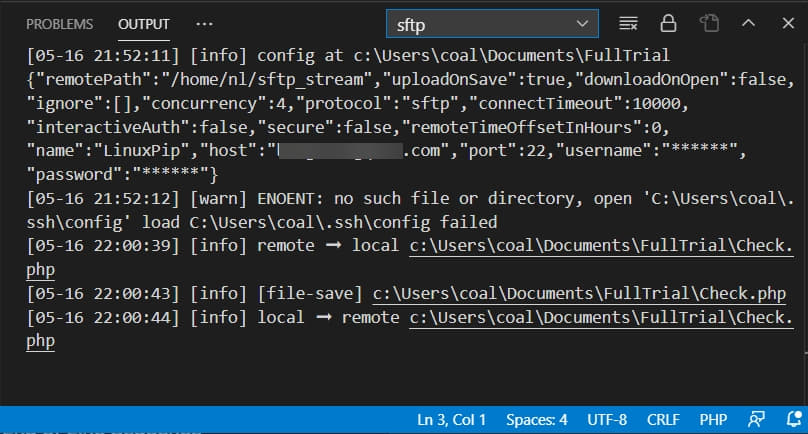 PROBLEMS OUTPUT ··· sftp
[05-16 21:52:11] [info] config at c:\Users\coal\Documents\FullTrial
{"remotePath":"/home/nl/sftp_stream","uploadOnSave":true,"downloadOnOpen":false,
"ignore":[],"concurrency":4,"protocol":"sftp","connectTimeout":10000,
"interactiveAuth":false,"secure":false,"remoteTimeOffsetInHours":0,
"name":"LinuxPip","host":" .com","port":22,"username":"******",
"password":"******"}
[05-16 21:52:12] [warn] ENOENT: no such file or directory, open 'C:\Users\coal\.
ssh\config' load C:\Users\coal\.ssh\config failed
[05-16 22:00:39] [info] remote ➞ local c:\Users\coal\Documents\FullTrial\Check.
php
[05-16 22:00:43] [info] [file-save] c:\Users\coal\Documents\FullTrial\Check.php
[05-16 22:00:44] [info] local ➞ remote c:\Users\coal\Documents\FullTrial\Check.
php
Ln 3, Col 1 Spaces: 4 UTF-8 CRLF PHP